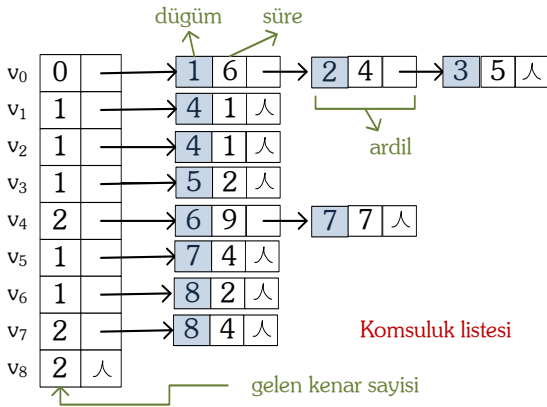 dügüm süre
v0 0 1 6 2 4 3 5 人
v1 1 4 1 人
ardil
v2 1 4 1 人
v3 1 5 2 人
v4 2 6 9 7 7 人
v5 1 7 4 人
v6 1 8 2 人
v7 2 8 4 人 Komsuluk listesi
v8 2 人
gelen kenar sayisi